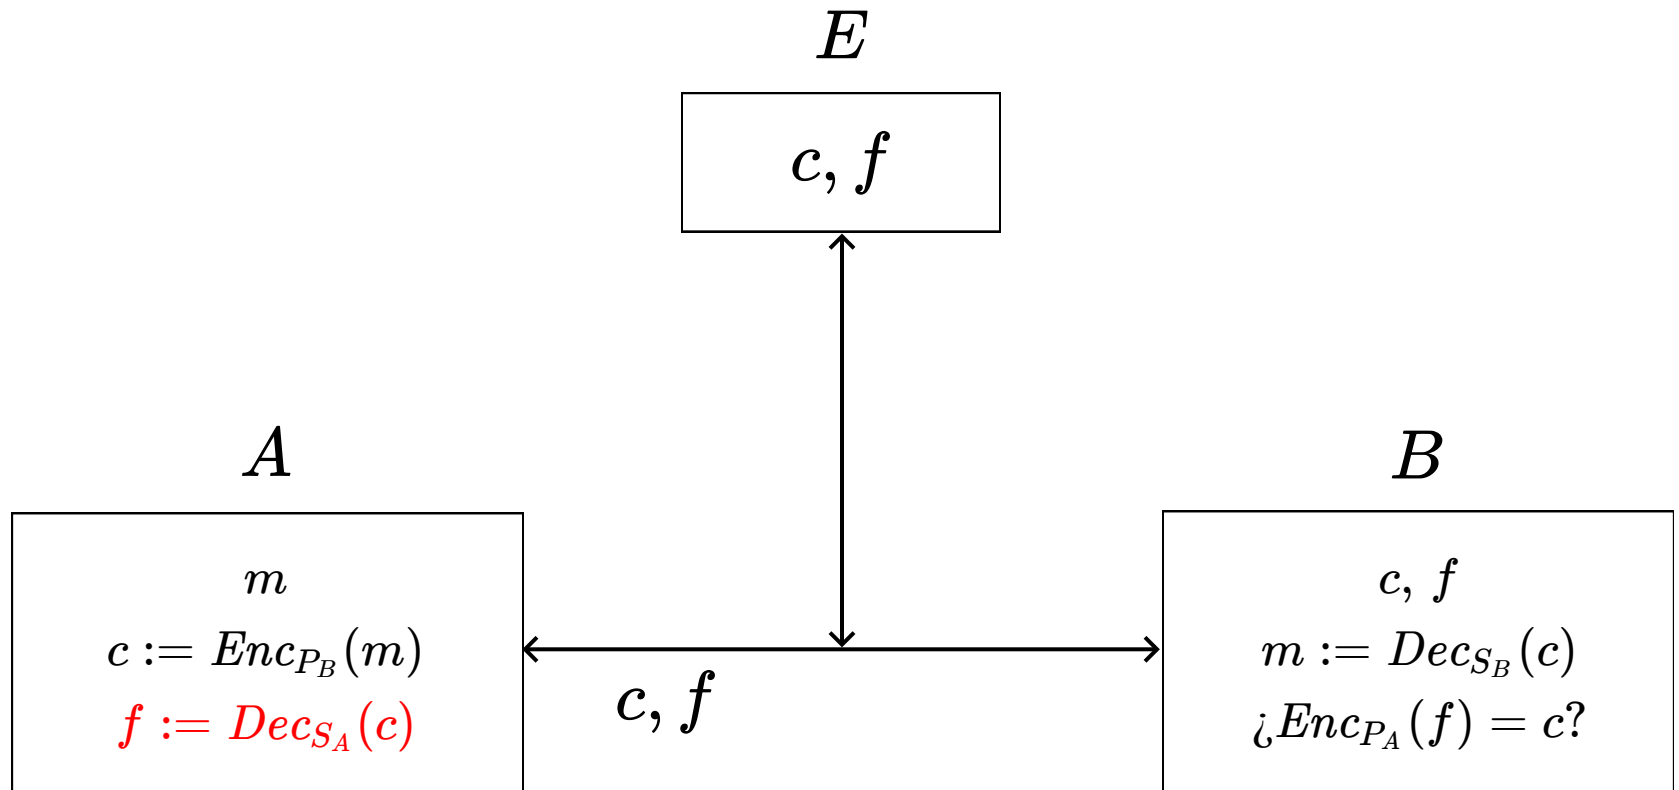 E
c, f
A
m
c := Enc_{P_B}(m)
f := Dec_{S_A}(c)
c, f
B
c, f
m := Dec_{S_B}(c)
¿Enc_{P_A}(f) = c?